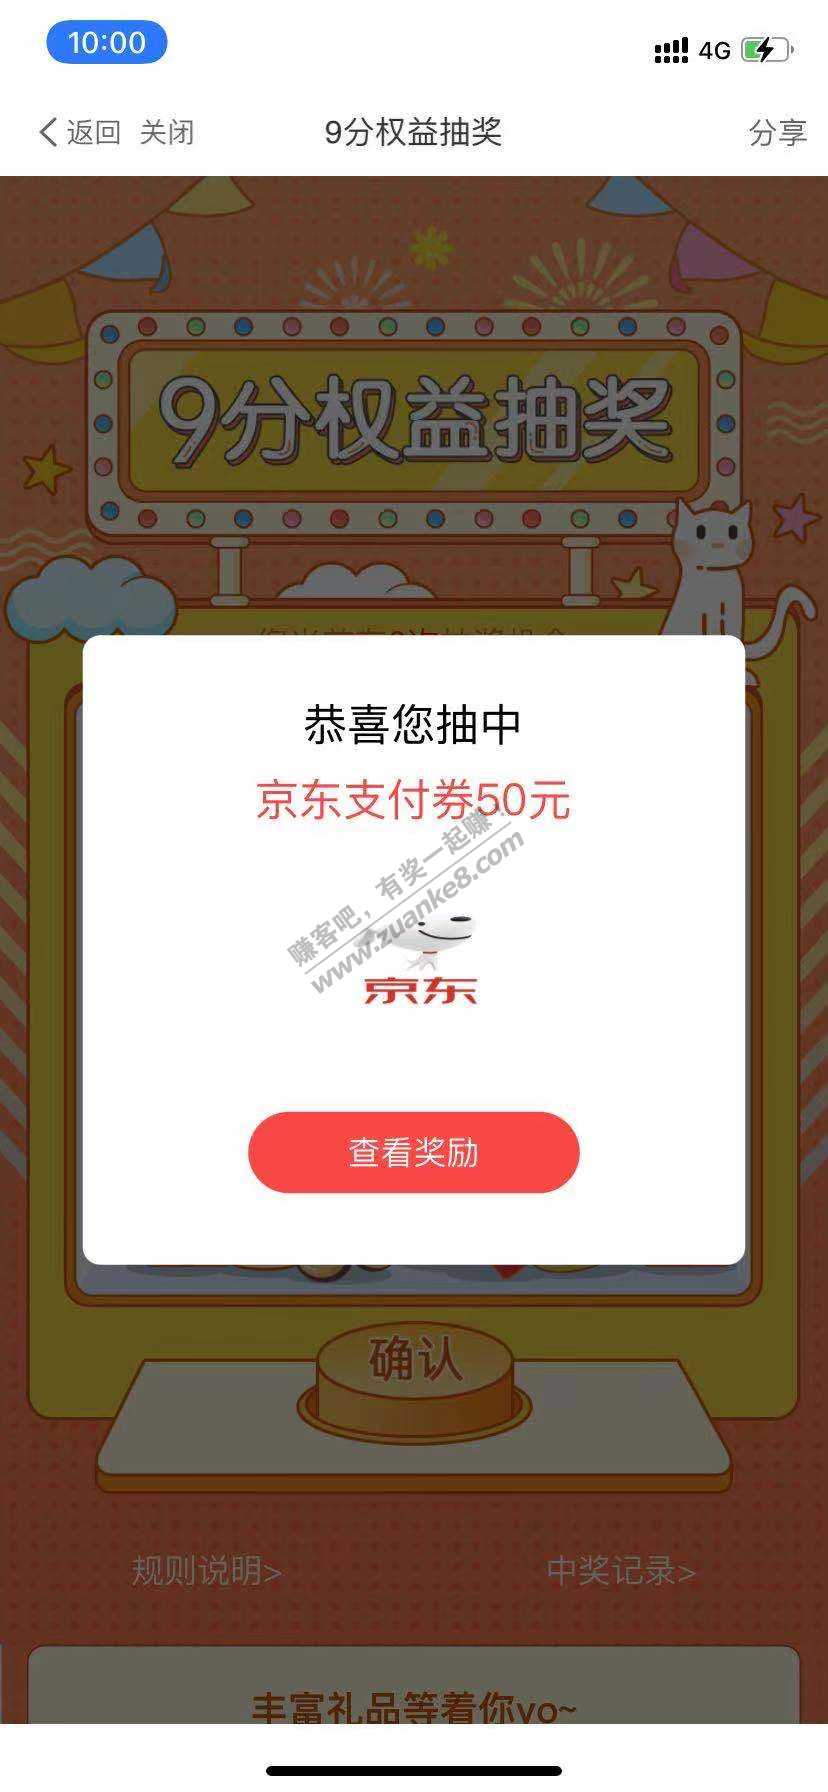 10:00
4G
返回 关闭
9分权益抽奖
分享
9分权益抽奖
恭喜您抽中
京东支付券50元
赚客吧，有奖一起赚！
www.zuanke8.com
京东
查看奖励
确认
规则说明>
中奖记录>
丰富礼品等着你yo~